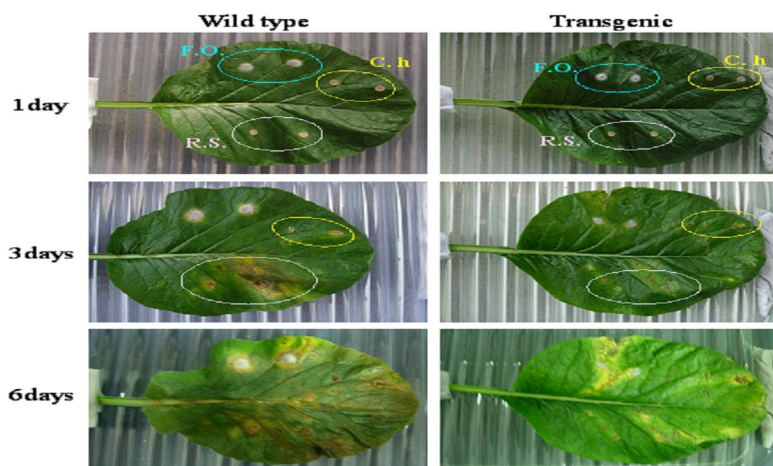 Wild type Transgenic
F.O. C. h F.O. C. h
1 day
R.S. R.S.
3 days
6 days